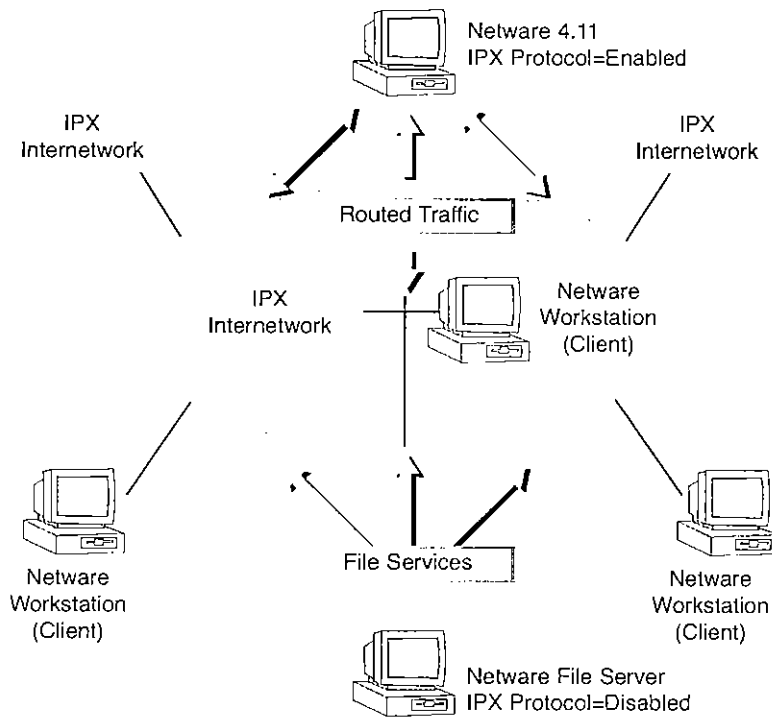 Netware 4.11
IPX Protocol=Enabled
IPX
Internetwork
IPX
Internetwork
Routed Traffic
IPX
Internetwork
Netware
Workstation
(Client)
File Services
Netware
Workstation
(Client)
Netware
Workstation
(Client)
Netware File Server
IPX Protocol=Disabled